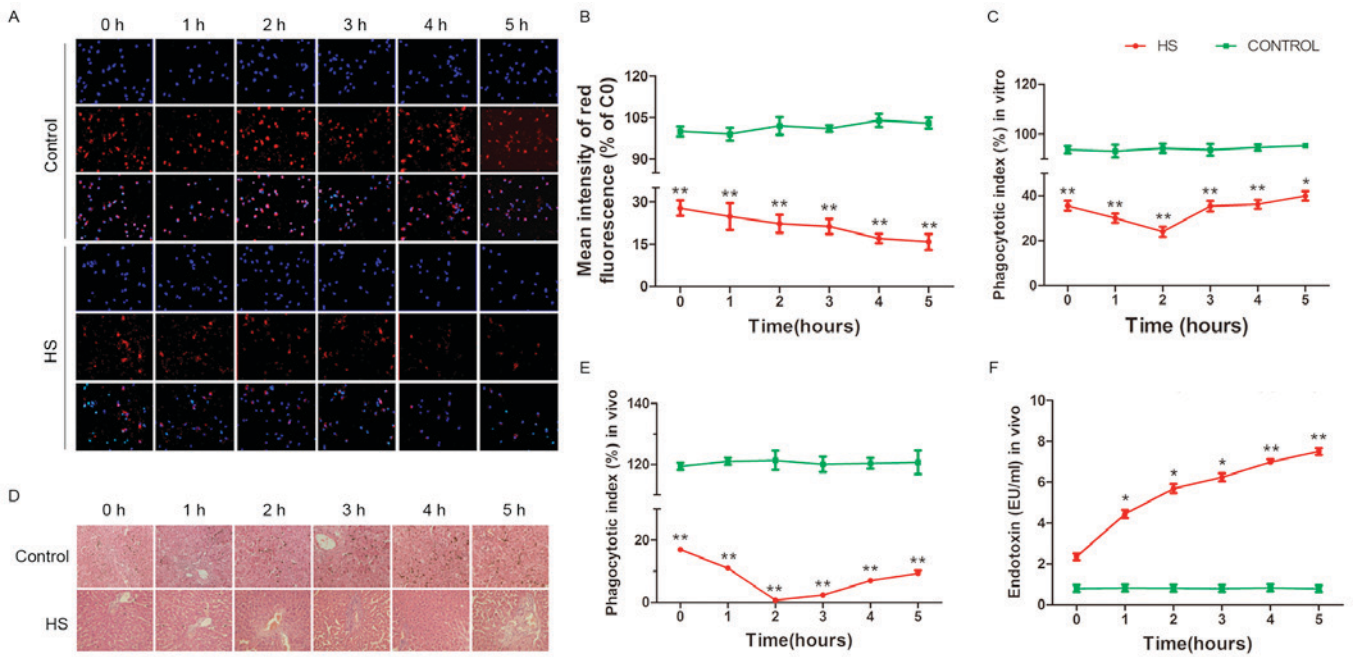 A
0 h 1 h 2 h 3 h 4 h 5 h
Control
HS
B
Mean intensity of red
fluorescence (% of C0)
120
105
90
30
15
0
** ** ** ** ** **
0 1 2 3 4 5
Time(hours)
C
HS CONTROL
Phagocytotic index (%) in vitro
120
100
40
20
0
** ** ** ** ** *
0 1 2 3 4 5
Time (hours)
D
0 h 1 h 2 h 3 h 4 h 5 h
Control
HS
E
Phagocytotic index (%) in vivo
140
120
20
0
** ** ** ** ** **
0 1 2 3 4 5
Time(hours)
F
Endotoxin (EU/ml) in vivo
10
8
6
4
2
0
* * * ** **
0 1 2 3 4 5
Time(hours)